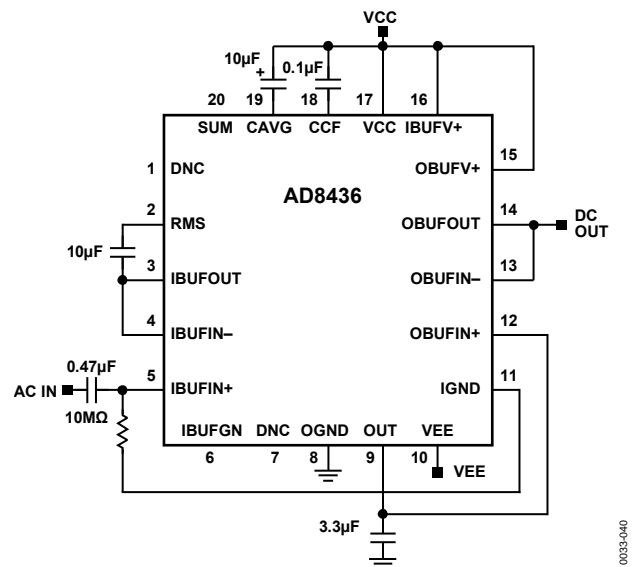 VCC
10µF
+
0.1µF
20 19 18 17 16
SUM CAVG CCF VCC IBUFV+
15
OBUFV+
1
DNC
AD8436
2
RMS
14
OBUFOUT
DC
OUT
10µF
3
IBUFOUT
13
OBUFIN–
4
IBUFIN–
12
OBUFIN+
0.47µF
AC IN
5
IBUFIN+
11
IGND
10MΩ
IBUFGN DNC OGND OUT VEE
6 7 8 9 10
VEE
3.3µF
0033-040